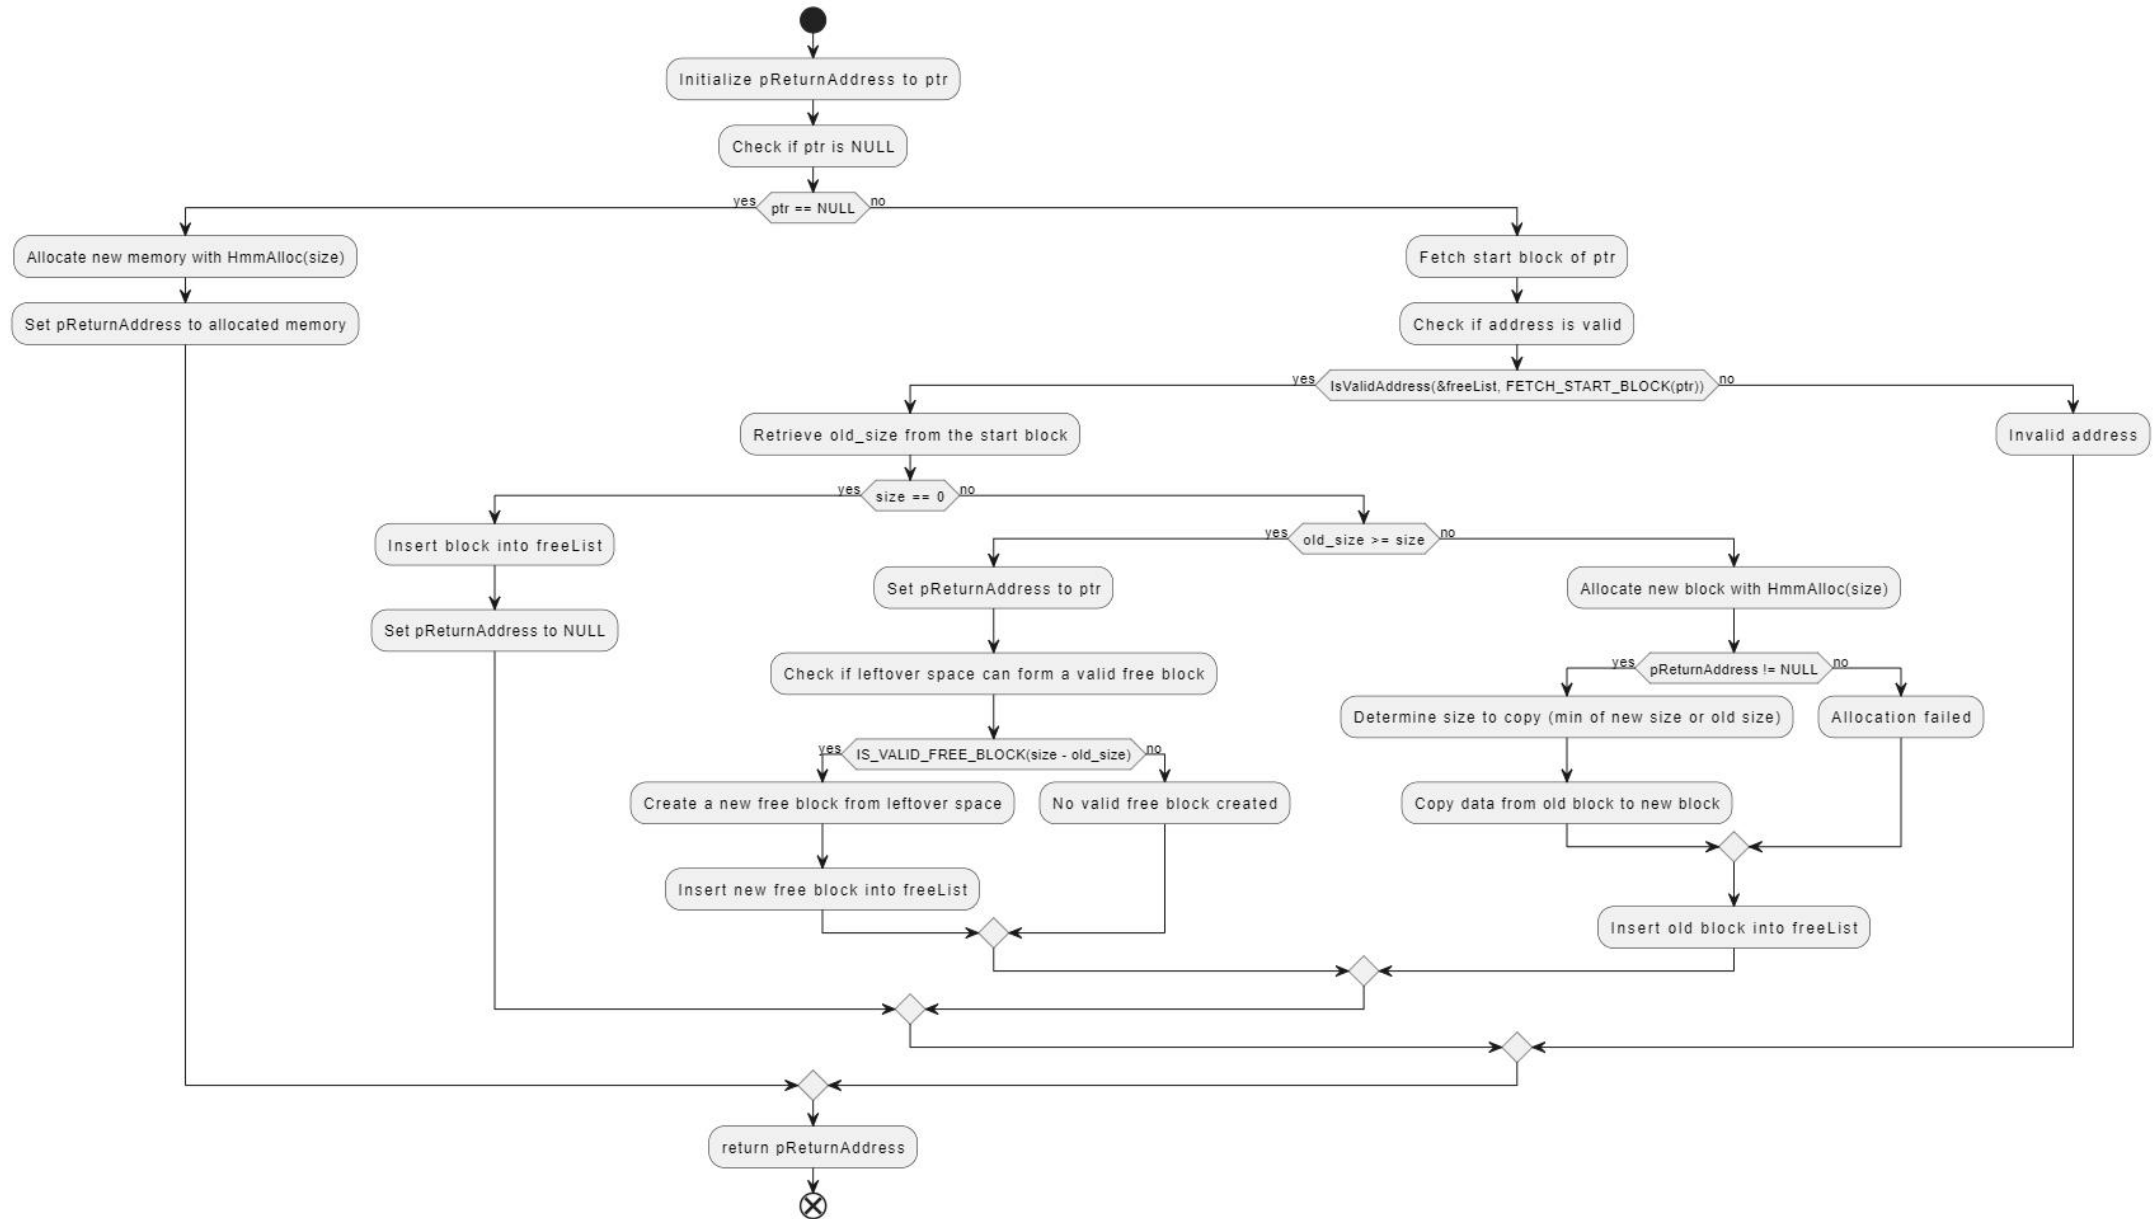 Initialize pReturnAddress to ptr
Check if ptr is NULL
yes
ptr == NULL
no
Allocate new memory with HmmAlloc(size)
Set pReturnAddress to allocated memory
Fetch start block of ptr
Check if address is valid
yes
IsValidAddress(&freeList, FETCH_START_BLOCK(ptr))
no
Retrieve old_size from the start block
Invalid address
yes
size == 0
no
Insert block into freeList
Set pReturnAddress to NULL
yes
old_size >= size
no
Set pReturnAddress to ptr
Check if leftover space can form a valid free block
yes
IS_VALID_FREE_BLOCK(size - old_size)
no
Create a new free block from leftover space
No valid free block created
Insert new free block into freeList
Allocate new block with HmmAlloc(size)
yes
pReturnAddress != NULL
no
Determine size to copy (min of new size or old size)
Allocation failed
Copy data from old block to new block
Insert old block into freeList
return pReturnAddress